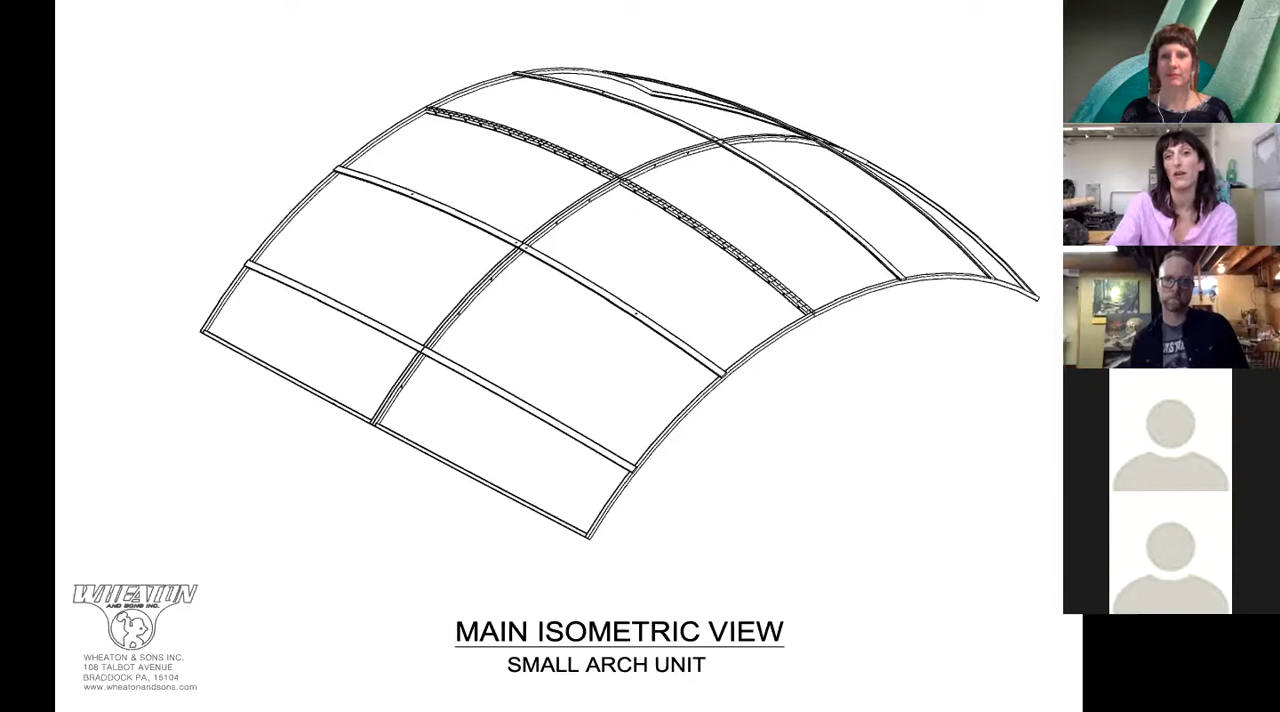 WHEATON
AND SONS INC.
WHEATON & SONS INC.
108 TALBOT AVENUE
BRADDOCK PA, 15104
www.wheatonandsons.com
MAIN ISOMETRIC VIEW
SMALL ARCH UNIT